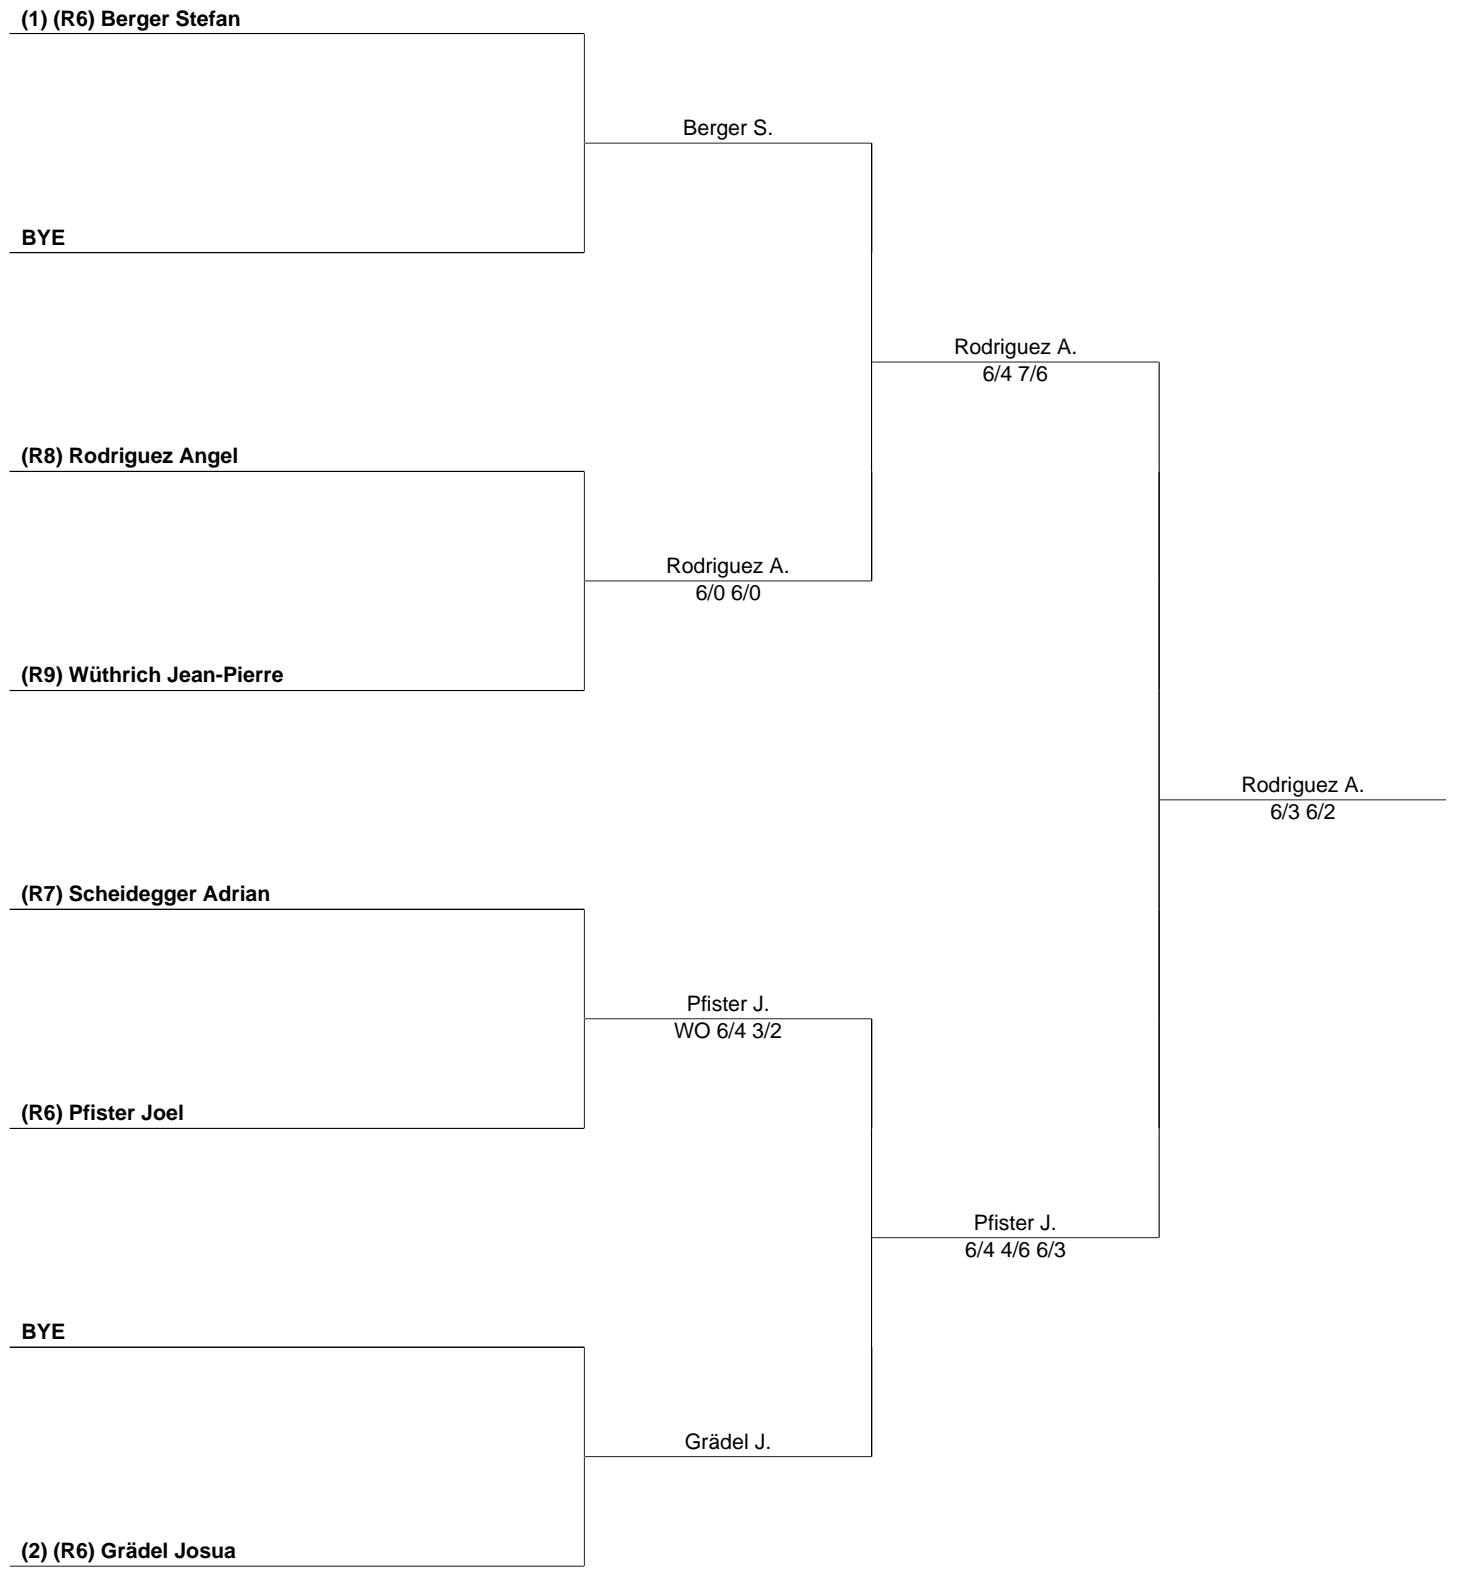 (1) (R6) Berger Stefan
Berger S.
BYE
Rodriguez A.
6/4 7/6
(R8) Rodriguez Angel
Rodriguez A.
6/0 6/0
(R9) Wüthrich Jean-Pierre
Rodriguez A.
6/3 6/2
(R7) Scheidegger Adrian
Pfister J.
WO 6/4 3/2
(R6) Pfister Joel
Pfister J.
6/4 4/6 6/3
BYE
Grädel J.
(2) (R6) Grädel Josua